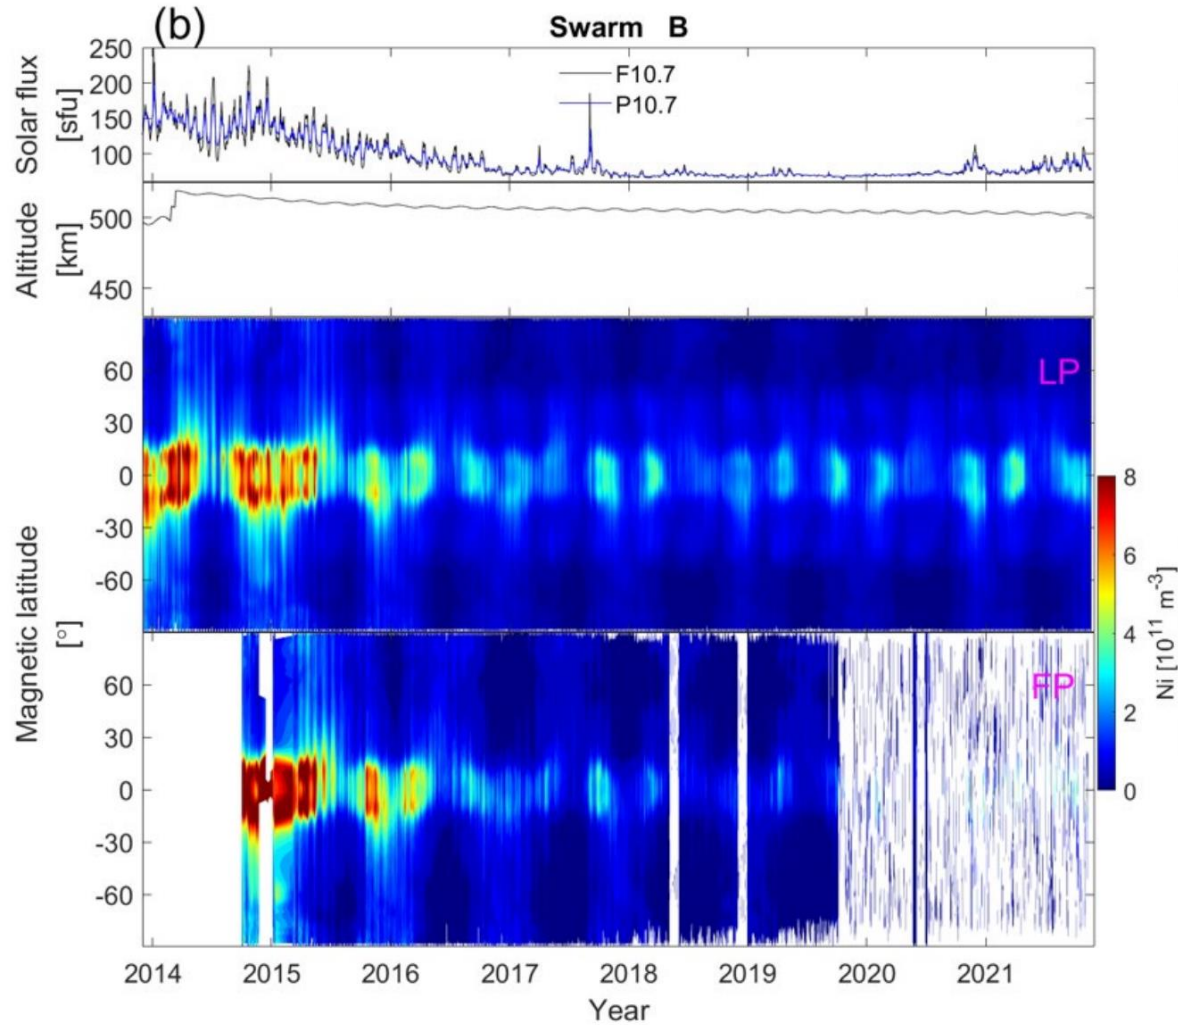 (b)
Swarm B
Solar flux
[sfu]
250
200
150
100
F10.7
P10.7
Altitude
[km]
500
450
Magnetic latitude
[°]
60
30
0
-30
-60
LP
60
30
0
-30
-60
FP
8
6
4
2
0
Ni [10¹¹ m⁻³]
2014 2015 2016 2017 2018 2019 2020 2021
Year